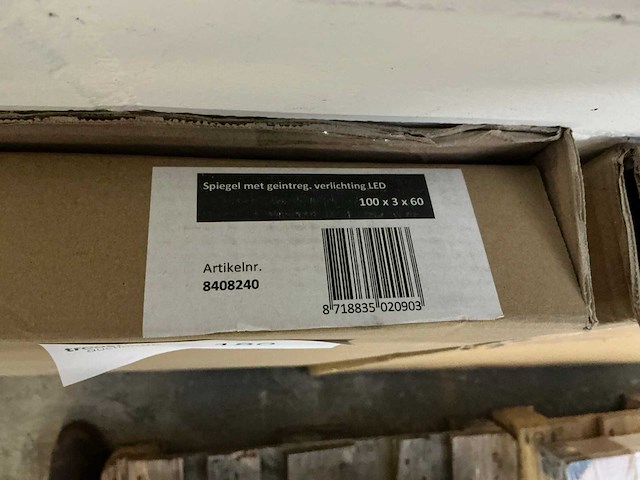 Spiegel met geintreg. verlichting LED
100 x 3 x 60
Artikelnr.
8408240
8 718835 020903